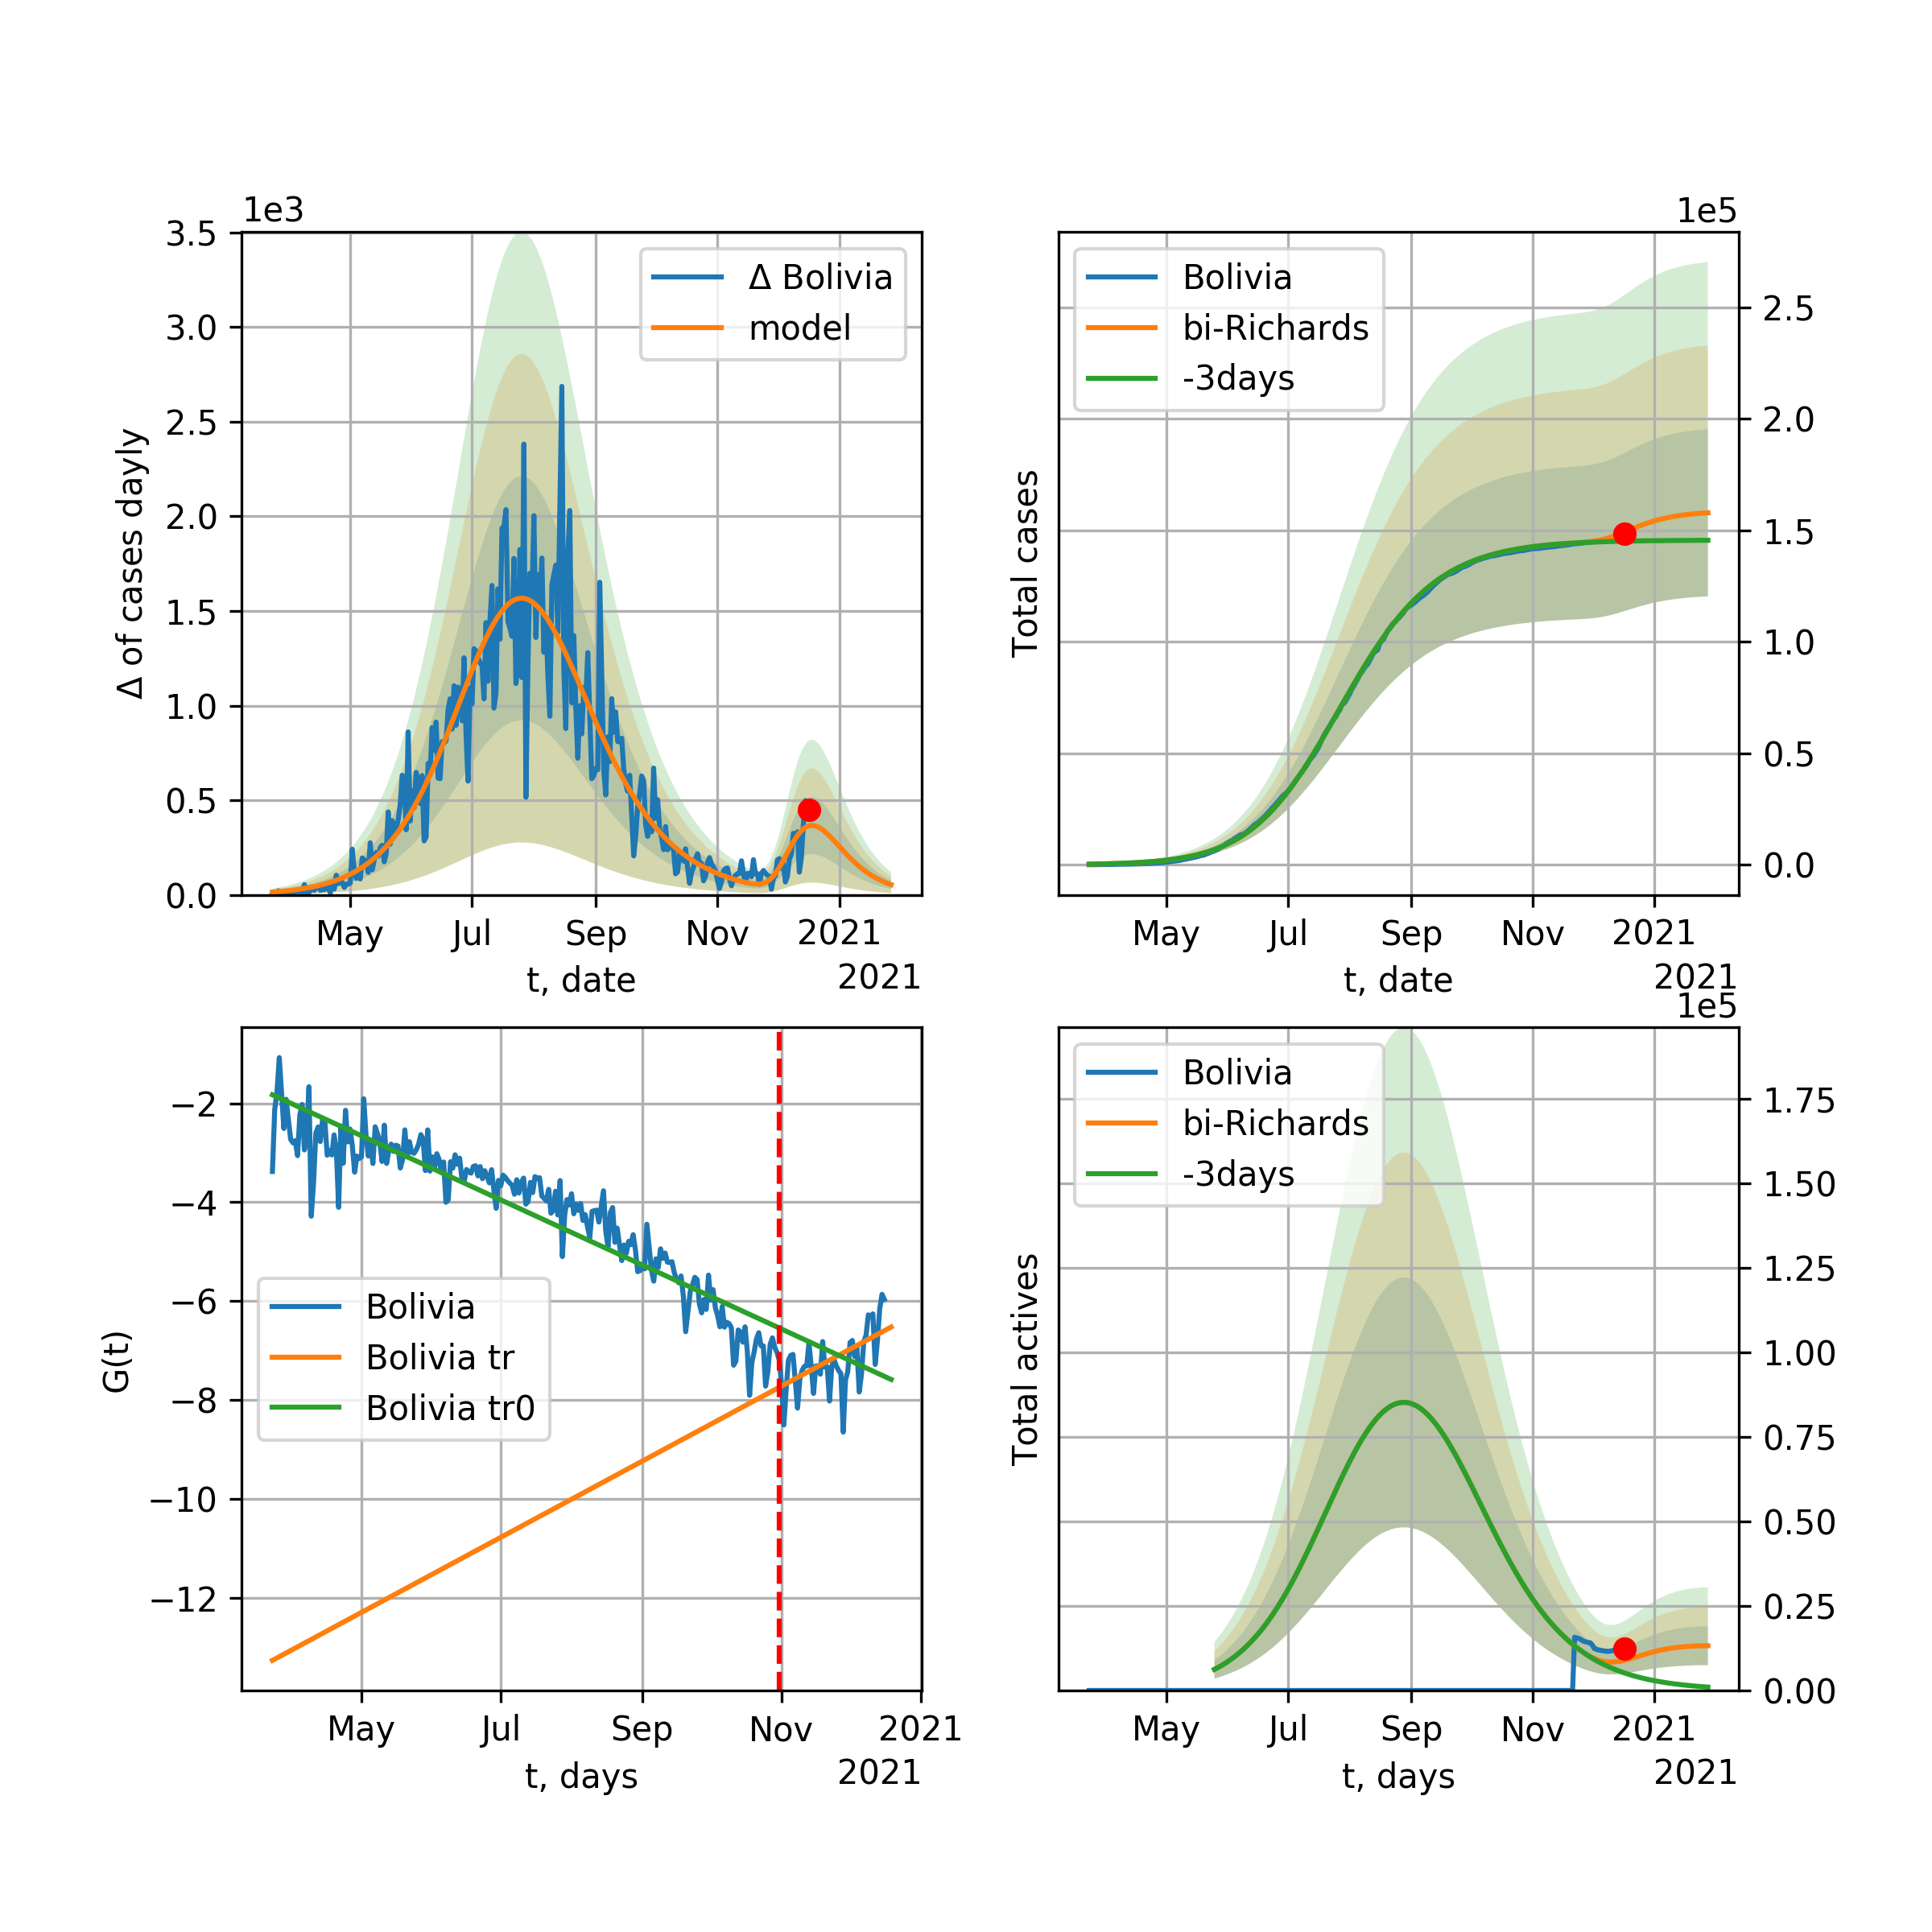 1e3
3.5
3.0
2.5
2.0
1.5
1.0
0.5
0.0
Δ of cases dayly
Δ Bolivia
model
May Jul Sep Nov 2021
t, date
2021
1e5
Bolivia
bi-Richards
-3days
Total cases
2.5
2.0
1.5
1.0
0.5
0.0
May Jul Sep Nov 2021
t, date
2021
−2
−4
−6
−8
−10
−12
G(t)
Bolivia
Bolivia tr
Bolivia tr0
May Jul Sep Nov 2021
t, days
2021
1e5
Bolivia
bi-Richards
-3days
Total actives
1.75
1.50
1.25
1.00
0.75
0.50
0.25
0.00
May Jul Sep Nov 2021
t, days
2021